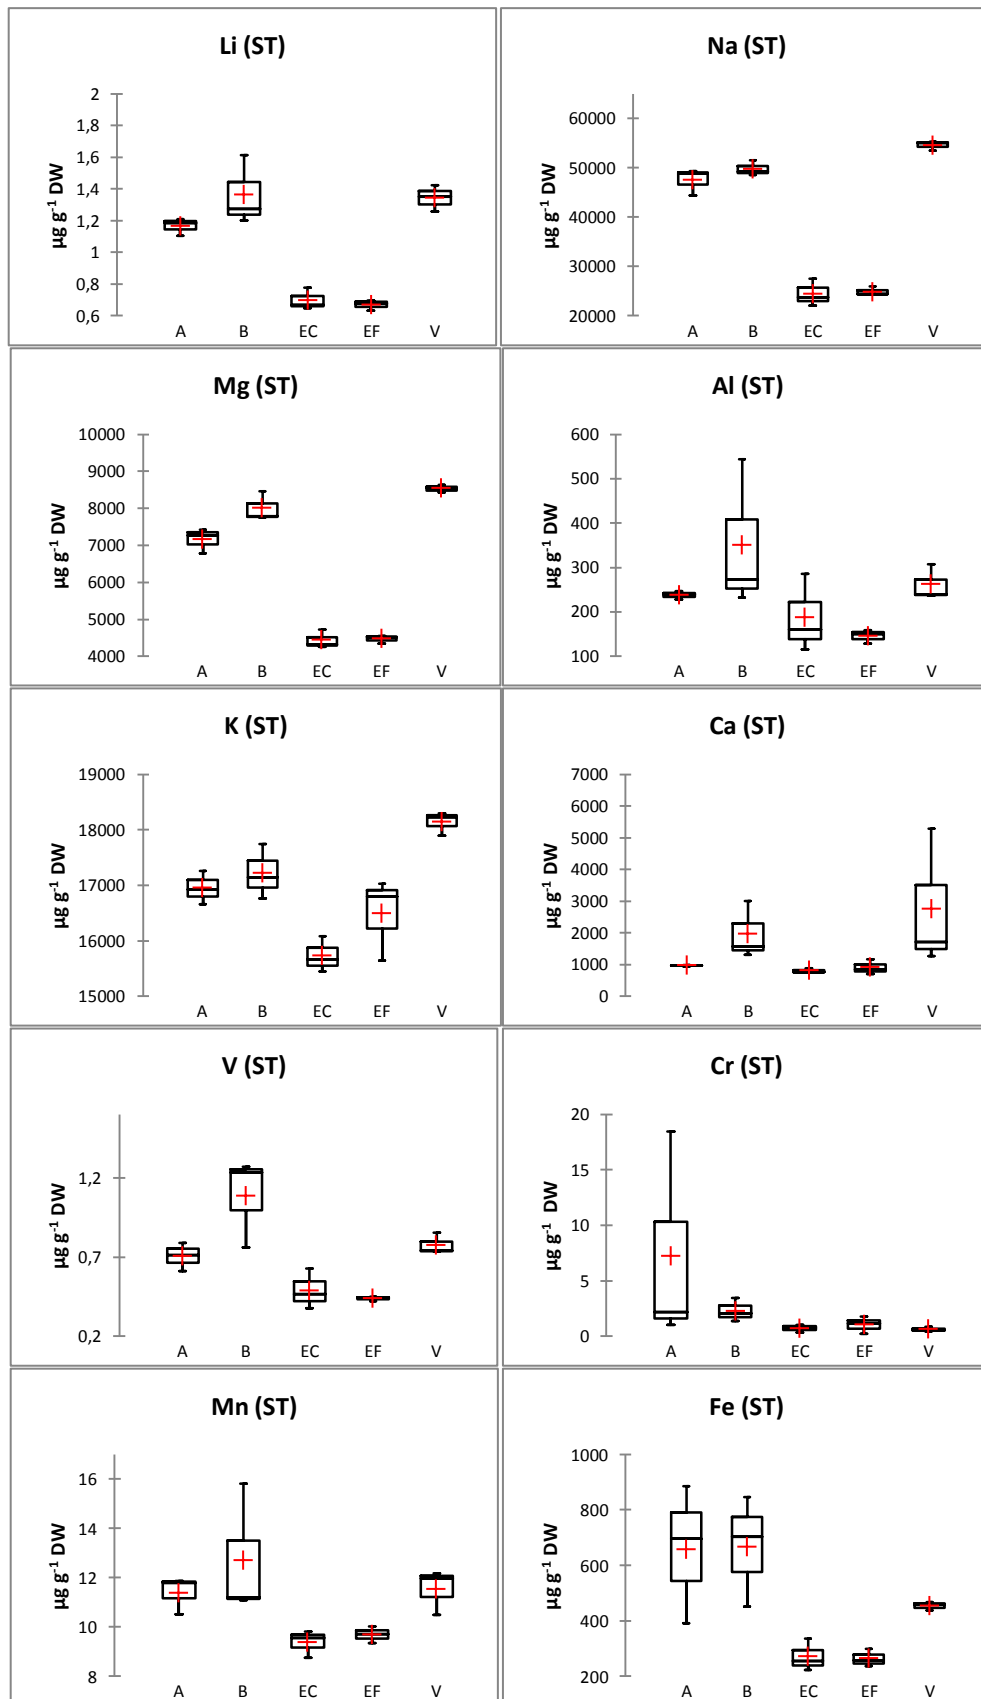 Li (ST)
µg g-1 DW
2
1,8
1,6
1,4
1,2
1
0,8
0,6
A B EC EF V
Na (ST)
µg g-1 DW
60000
50000
40000
30000
20000
A B EC EF V
Mg (ST)
µg g-1 DW
10000
9000
8000
7000
6000
5000
4000
A B EC EF V
Al (ST)
µg g-1 DW
600
500
400
300
200
100
A B EC EF V
K (ST)
µg g-1 DW
19000
18000
17000
16000
15000
A B EC EF V
Ca (ST)
µg g-1 DW
7000
6000
5000
4000
3000
2000
1000
0
A B EC EF V
V (ST)
µg g-1 DW
1,2
0,7
0,2
A B EC EF V
Cr (ST)
µg g-1 DW
20
15
10
5
0
A B EC EF V
Mn (ST)
µg g-1 DW
16
14
12
10
8
A B EC EF V
Fe (ST)
µg g-1 DW
1000
800
600
400
200
A B EC EF V